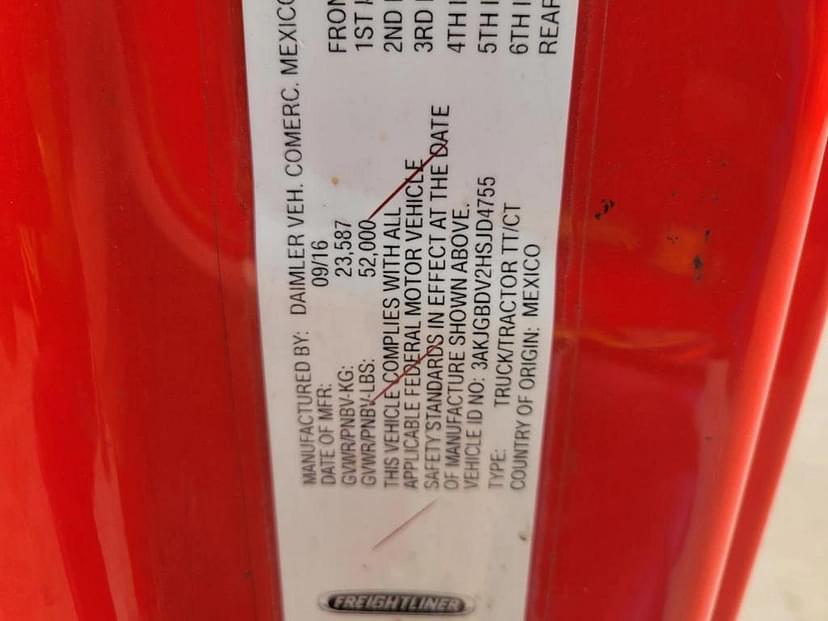 MANUFACTURED BY: DAIMLER VEH. COMERC. MEXICO
DATE OF MFR: 09/16
GVWR/PNBV-KG: 23,587
GVWR/PNBV-LBS: 52,000
THIS VEHICLE COMPLIES WITH ALL
APPLICABLE FEDERAL MOTOR VEHICLE
SAFETY STANDARDS IN EFFECT AT THE DATE
OF MANUFACTURE SHOWN ABOVE.
VEHICLE ID NO: 3AKJGBDV2HSJD4755
TYPE: TRUCK/TRACTOR TT/CT
COUNTRY OF ORIGIN: MEXICO
FREIGHTLINER
FRON
1ST
2ND
3RD
4TH
5TH
6TH
REAR